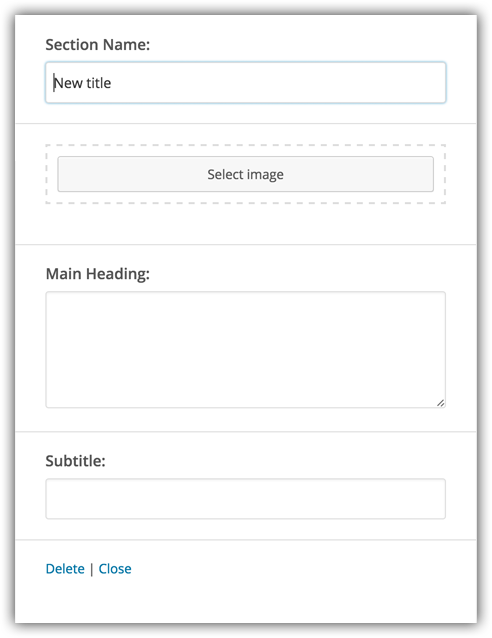 Section Name:
New title
Select image
Main Heading:
Subtitle:
Delete | Close